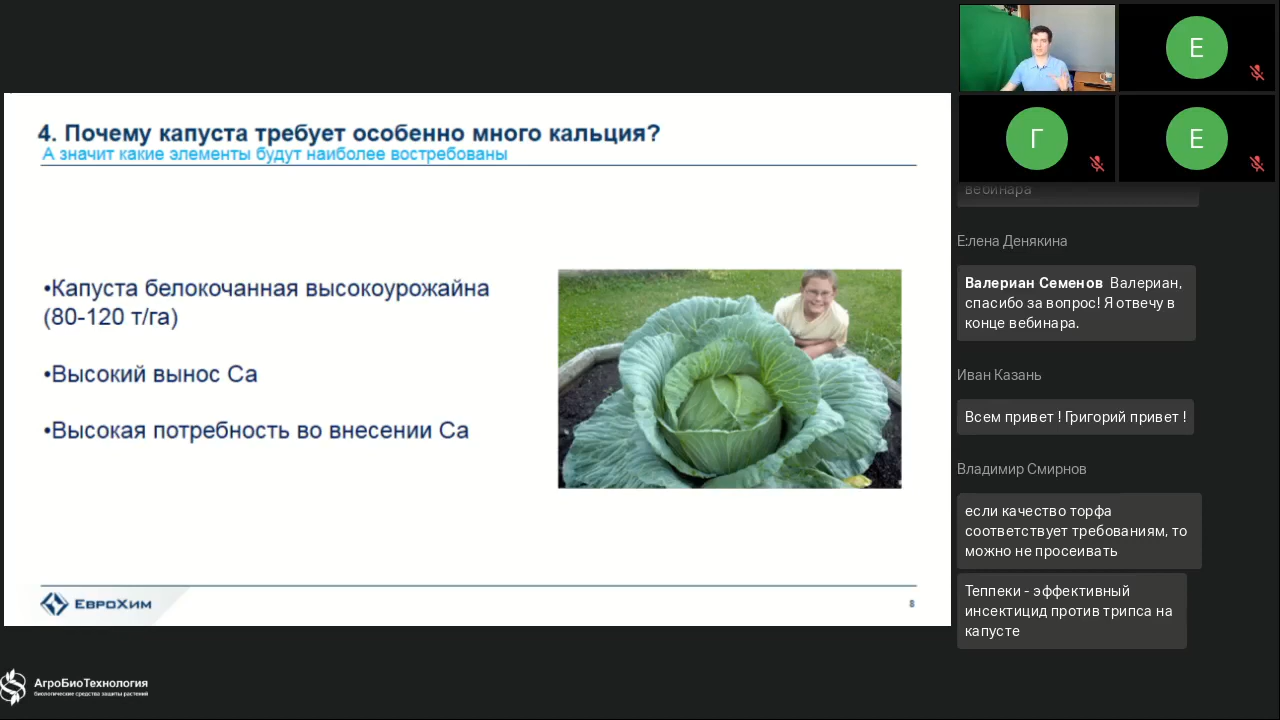 4. Почему капуста требует особенно много кальция?
А значит какие элементы будут наиболее востребованы
•Капуста белокочанная высокоурожайна
(80-120 т/га)
•Высокий вынос Ca
•Высокая потребность во внесении Ca
ЕвроХим
8
АгроБиоТехнология
биологические средства защиты растений
Е
Г
Е
вебинара
Елена Денякина
Валериан Семенов Валериан,
спасибо за вопрос! Я отвечу в
конце вебинара.
Иван Казань
Всем привет ! Григорий привет !
Владимир Смирнов
если качество торфа
соответствует требованиям, то
можно не просеивать
Теппеки - эффективный
инсектицид против трипса на
капусте